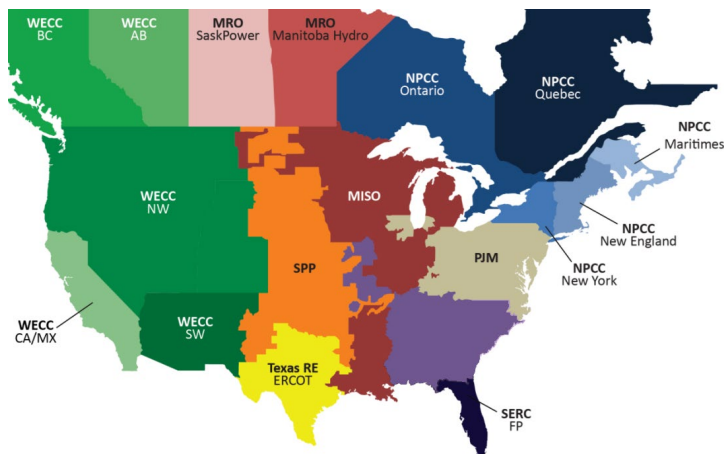 WECC
BC
WECC
AB
MRO
SaskPower
MRO
Manitoba Hydro
NPCC
Ontario
NPCC
Quebec
NPCC
Maritimes
WECC
NW
MISO
NPCC
New England
SPP
PJM
NPCC
New York
WECC
CA/MX
WECC
SW
Texas RE
ERCOT
SERC
FP